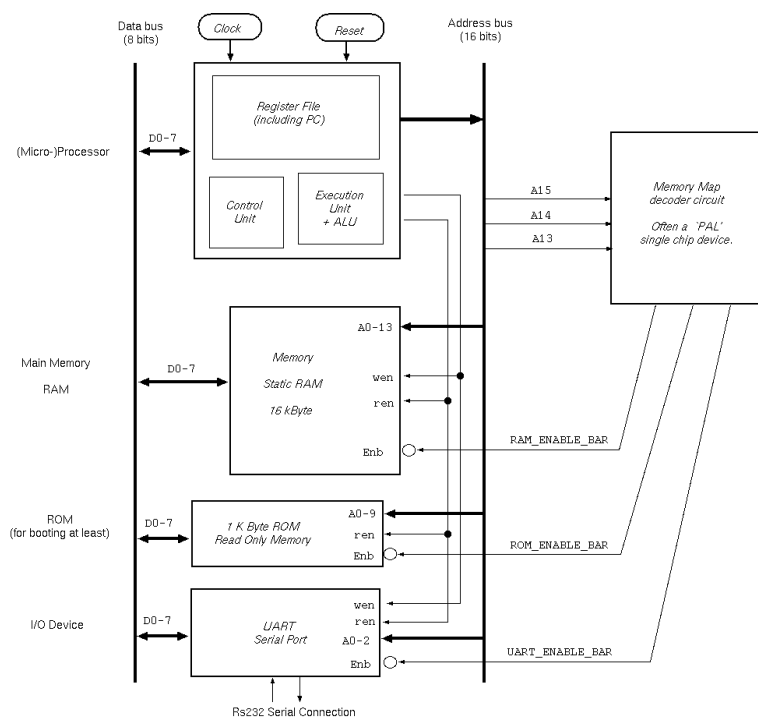 Data bus
(8 bits)
Clock
Reset
Address bus
(16 bits)
Register File
(including PC)
D0-7
(Micro-)Processor
Control
Unit
Execution
Unit
+ ALU
A15
A14
A13
Memory Map
decoder circuit
Often a `PAL'
single chip device.
Main Memory
RAM
D0-7
A0-13
Memory
Static RAM
16 kByte
wen
ren
Enb
RAM_ENABLE_BAR
ROM
(for booting at least)
D0-7
A0-9
1 K Byte ROM
Read Only Memory
ren
Enb
ROM_ENABLE_BAR
I/O Device
D0-7
UART
Serial Port
wen
ren
A0-2
Enb
UART_ENABLE_BAR
Rs232 Serial Connection